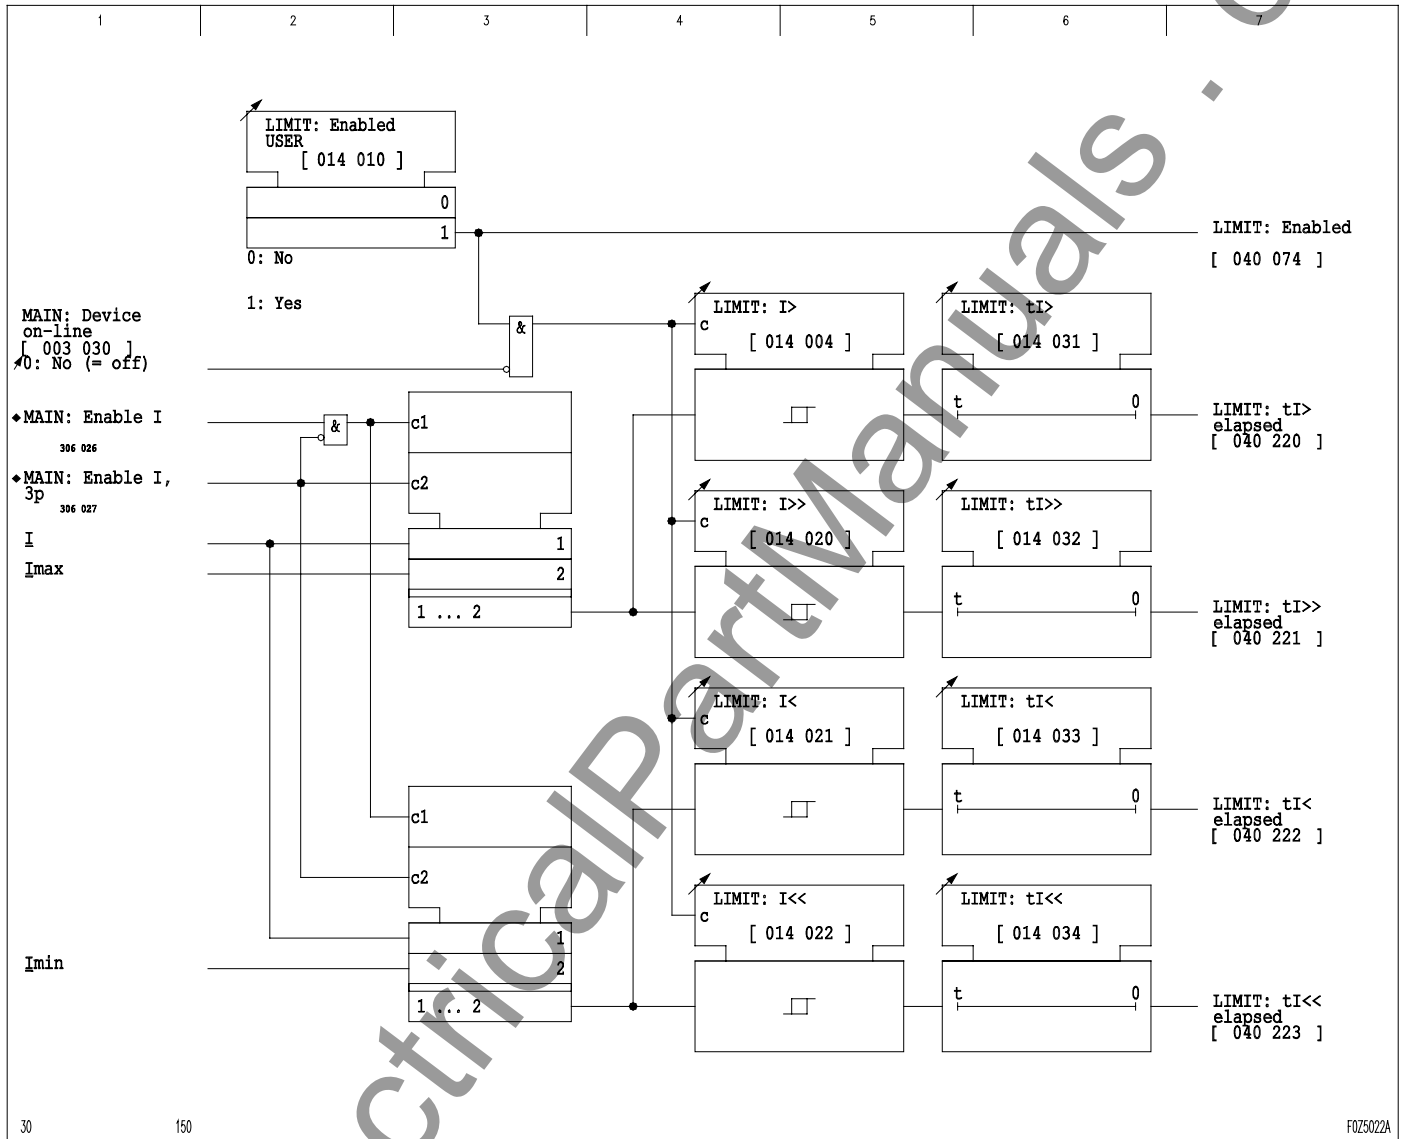 1 2 3 4 5 6 7
LIMIT: Enabled
USER
[ 014 010 ]
0
1
0: No
1: Yes
LIMIT: Enabled
[ 040 074 ]
MAIN: Device
on-line
[ 003 030 ]
0: No (= off)
&
c
LIMIT: I>
[ 014 004 ]
LIMIT: tI>
[ 014 031 ]
t 0
LIMIT: tI>
elapsed
[ 040 220 ]
MAIN: Enable I
306 026
&
c1
MAIN: Enable I,
3p
306 027
c2
I
1
Imax
2
1 ... 2
c
LIMIT: I>>
[ 014 020 ]
LIMIT: tI>>
[ 014 032 ]
t 0
LIMIT: tI>>
elapsed
[ 040 221 ]
c
LIMIT: I<
[ 014 021 ]
LIMIT: tI<
[ 014 033 ]
t 0
LIMIT: tI<
elapsed
[ 040 222 ]
c1
c2
1
Imin
2
1 ... 2
c
LIMIT: I<<
[ 014 022 ]
LIMIT: tI<<
[ 014 034 ]
t 0
LIMIT: tI<<
elapsed
[ 040 223 ]
30 150 F0Z5022A
ctricalPartManuals .